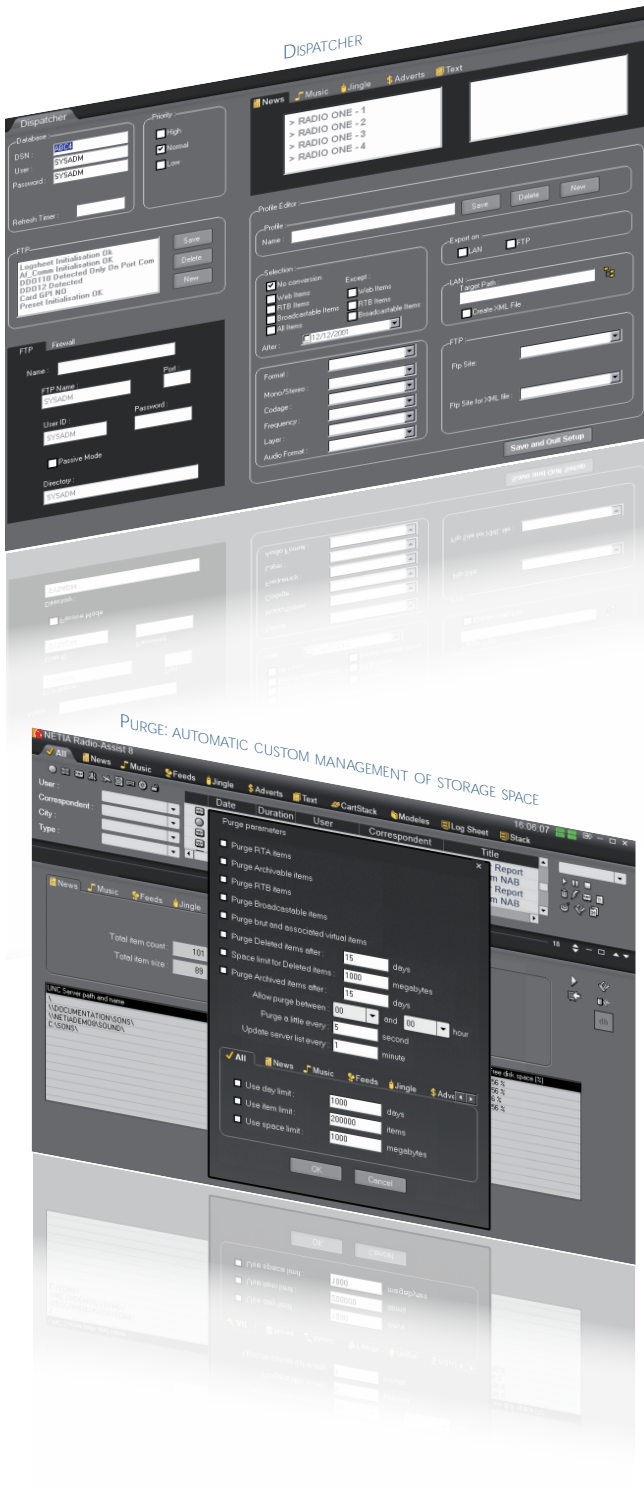 DISPATCHER
Dispatcher
Database
DSN : ABC4
User : SYSADM
Password : SYSADM
Refresh Timer :
Priority
High
Normal
Low
FTP
Logsheet Initialisation Ok
AI_Comm Initialisation OK
DDO110 Detected Only On Port Com
DDO12 Detected
Card GPI NO
Preset Initialisation OK
Save
Delete
New
FTP Firewall
Name :
FTP Name : Port :
SYSADM
User ID : Password :
SYSADM
Passive Mode
Directory :
SYSADM
News Music Jingle Adverts Text
> RADIO ONE - 1
> RADIO ONE - 2
> RADIO ONE - 3
> RADIO ONE - 4
Profile Editor
Profile
Name :
Save Delete New
Selection
No conversion Except :
Web Items Web Items
RTB Items RTB Items
Broadcastable Items Broadcastable Items
All Items
After : 12/12/2001
Format :
Mono/Stereo :
Codage :
Frequency :
Layer :
Audio Format :
Export on
LAN FTP
LAN
Target Path
Create XML File
FTP
Ftp Site:
Ftp Site for XML file :
Save and Quit Setup
PURGE: AUTOMATIC CUSTOM MANAGEMENT OF STORAGE SPACE
NETIA Radio-Assist 8
All News Music Feeds Jingle Adverts Text CartStack Modeles Log Sheet Stack
16:06:07
User :
Correspondent :
City :
Type :
Date Duration User Correspondent Title
Report
m NAB
Report
m NAB
News Music Feeds Jingle
Total item count : 101
Total item size : 89
UNC Server path and name
\
\\DOCUMENTATION\SONS\
\\NETIADEMO8\SOUND\
C:\SONS\
Free disk space (%)
56 %
56 %
6 %
56 %
Purge parameters
Purge RTA items
Purge Archivable items
Purge RTB items
Purge Broadcastable items
Purge brut and associated virtual items
Purge Deleted items after : 15 days
Space limit for Deleted items : 1000 megabytes
Purge Archived items after : 15 days
Allow purge between 00 and 00 hour
Purge a little every : 5 second
Update server list every : 1 minute
All News Music Feeds Jingle Adve
Use day limit : 1000 days
Use item limit : 200000 items
Use space limit : 1000 megabytes
OK Cancel